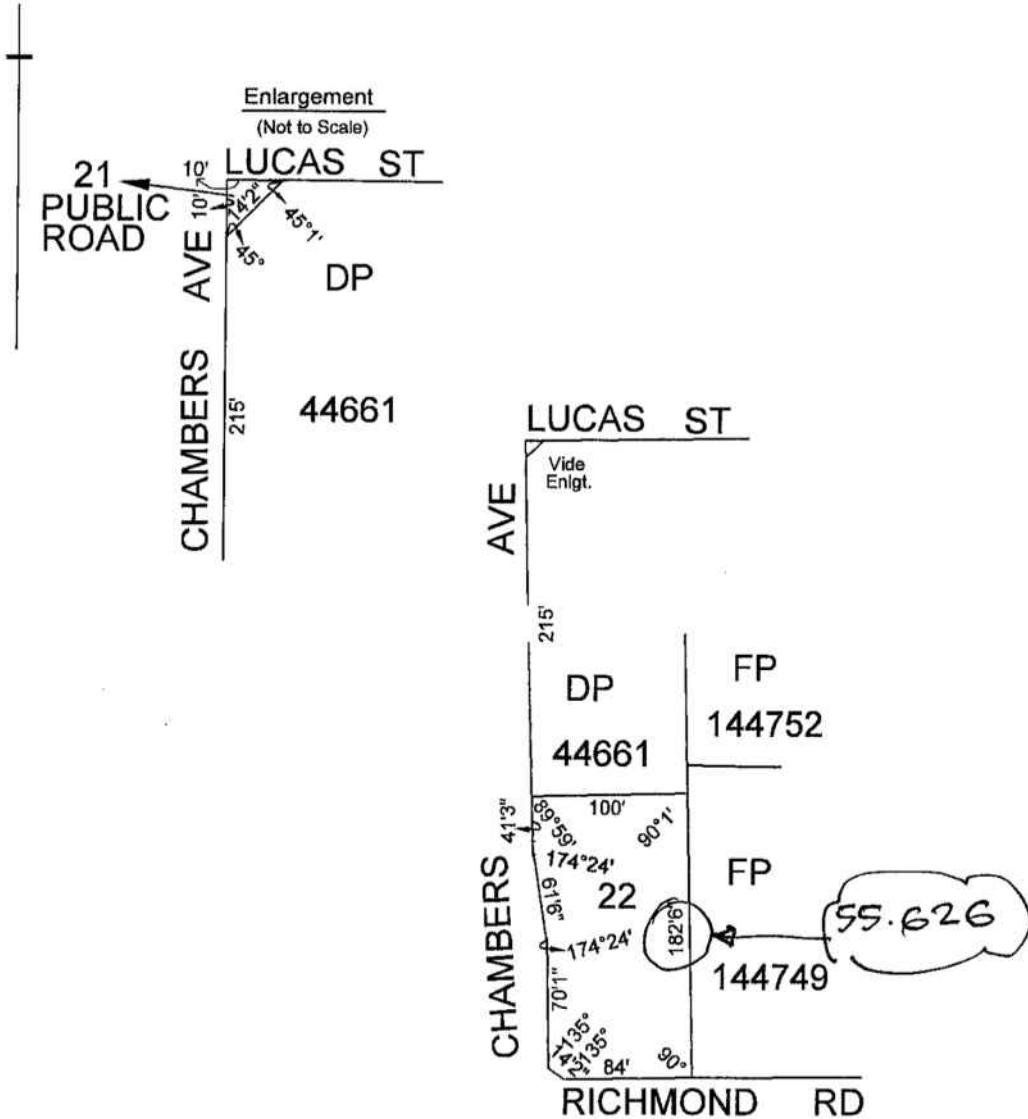 Enlargement
(Not to Scale)
LUCAS ST
10'
21
PUBLIC
ROAD
10'
14'2"
45°1'
45°
CHAMBERS AVE
DP
215'
44661
LUCAS ST
Vide
Enlgt.
AVE
215'
DP
44661
FP
144752
41'3"
100'
89°59'
90°1'
174°24'
22
FP
61'6"
174°24'
182'6"
55.626
144749
CHAMBERS
70'1"
135°
14'2"
135°
84'
90°
RICHMOND RD